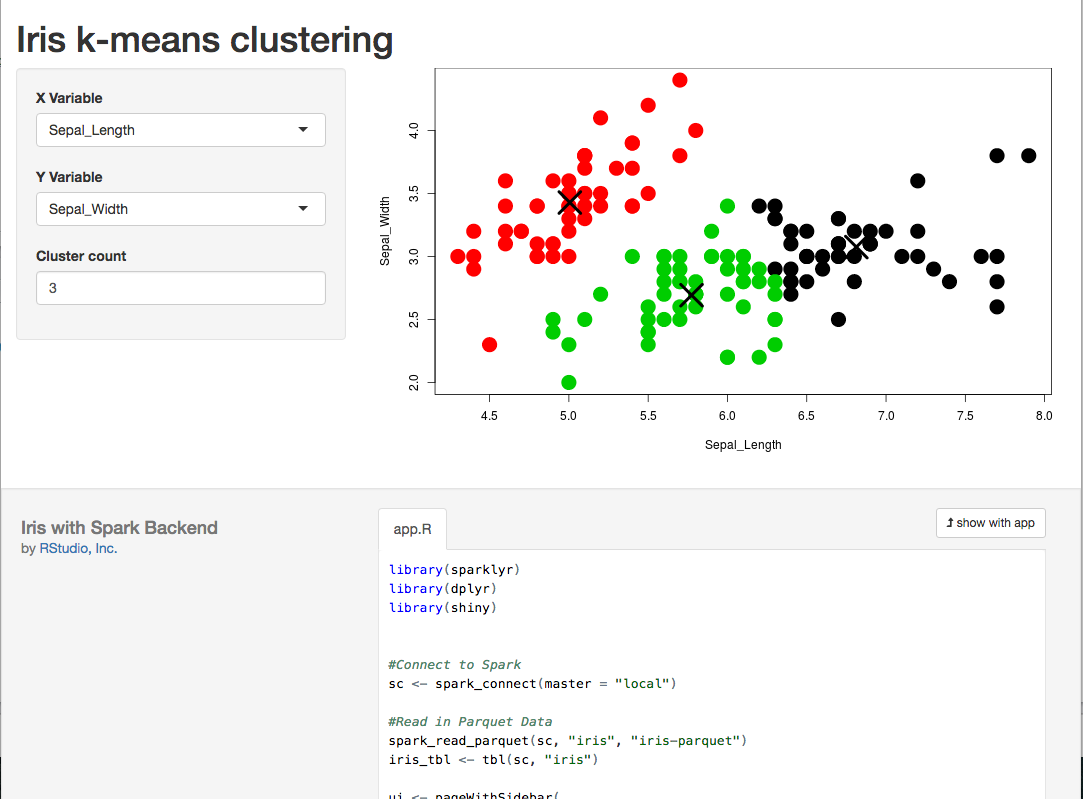 Iris k-means clustering
X Variable
Sepal_Length
Y Variable
Sepal_Width
Cluster count
3
Sepal_Width
4.0
3.5
3.0
2.5
2.0
4.5 5.0 5.5 6.0 6.5 7.0 7.5 8.0
Sepal_Length
Iris with Spark Backend
by RStudio, Inc.
app.R
show with app
library(sparklyr)
library(dplyr)
library(shiny)
#Connect to Spark
sc <- spark_connect(master = "local")
#Read in Parquet Data
spark_read_parquet(sc, "iris", "iris-parquet")
iris_tbl <- tbl(sc, "iris")
ui <- pageWithSidebar(